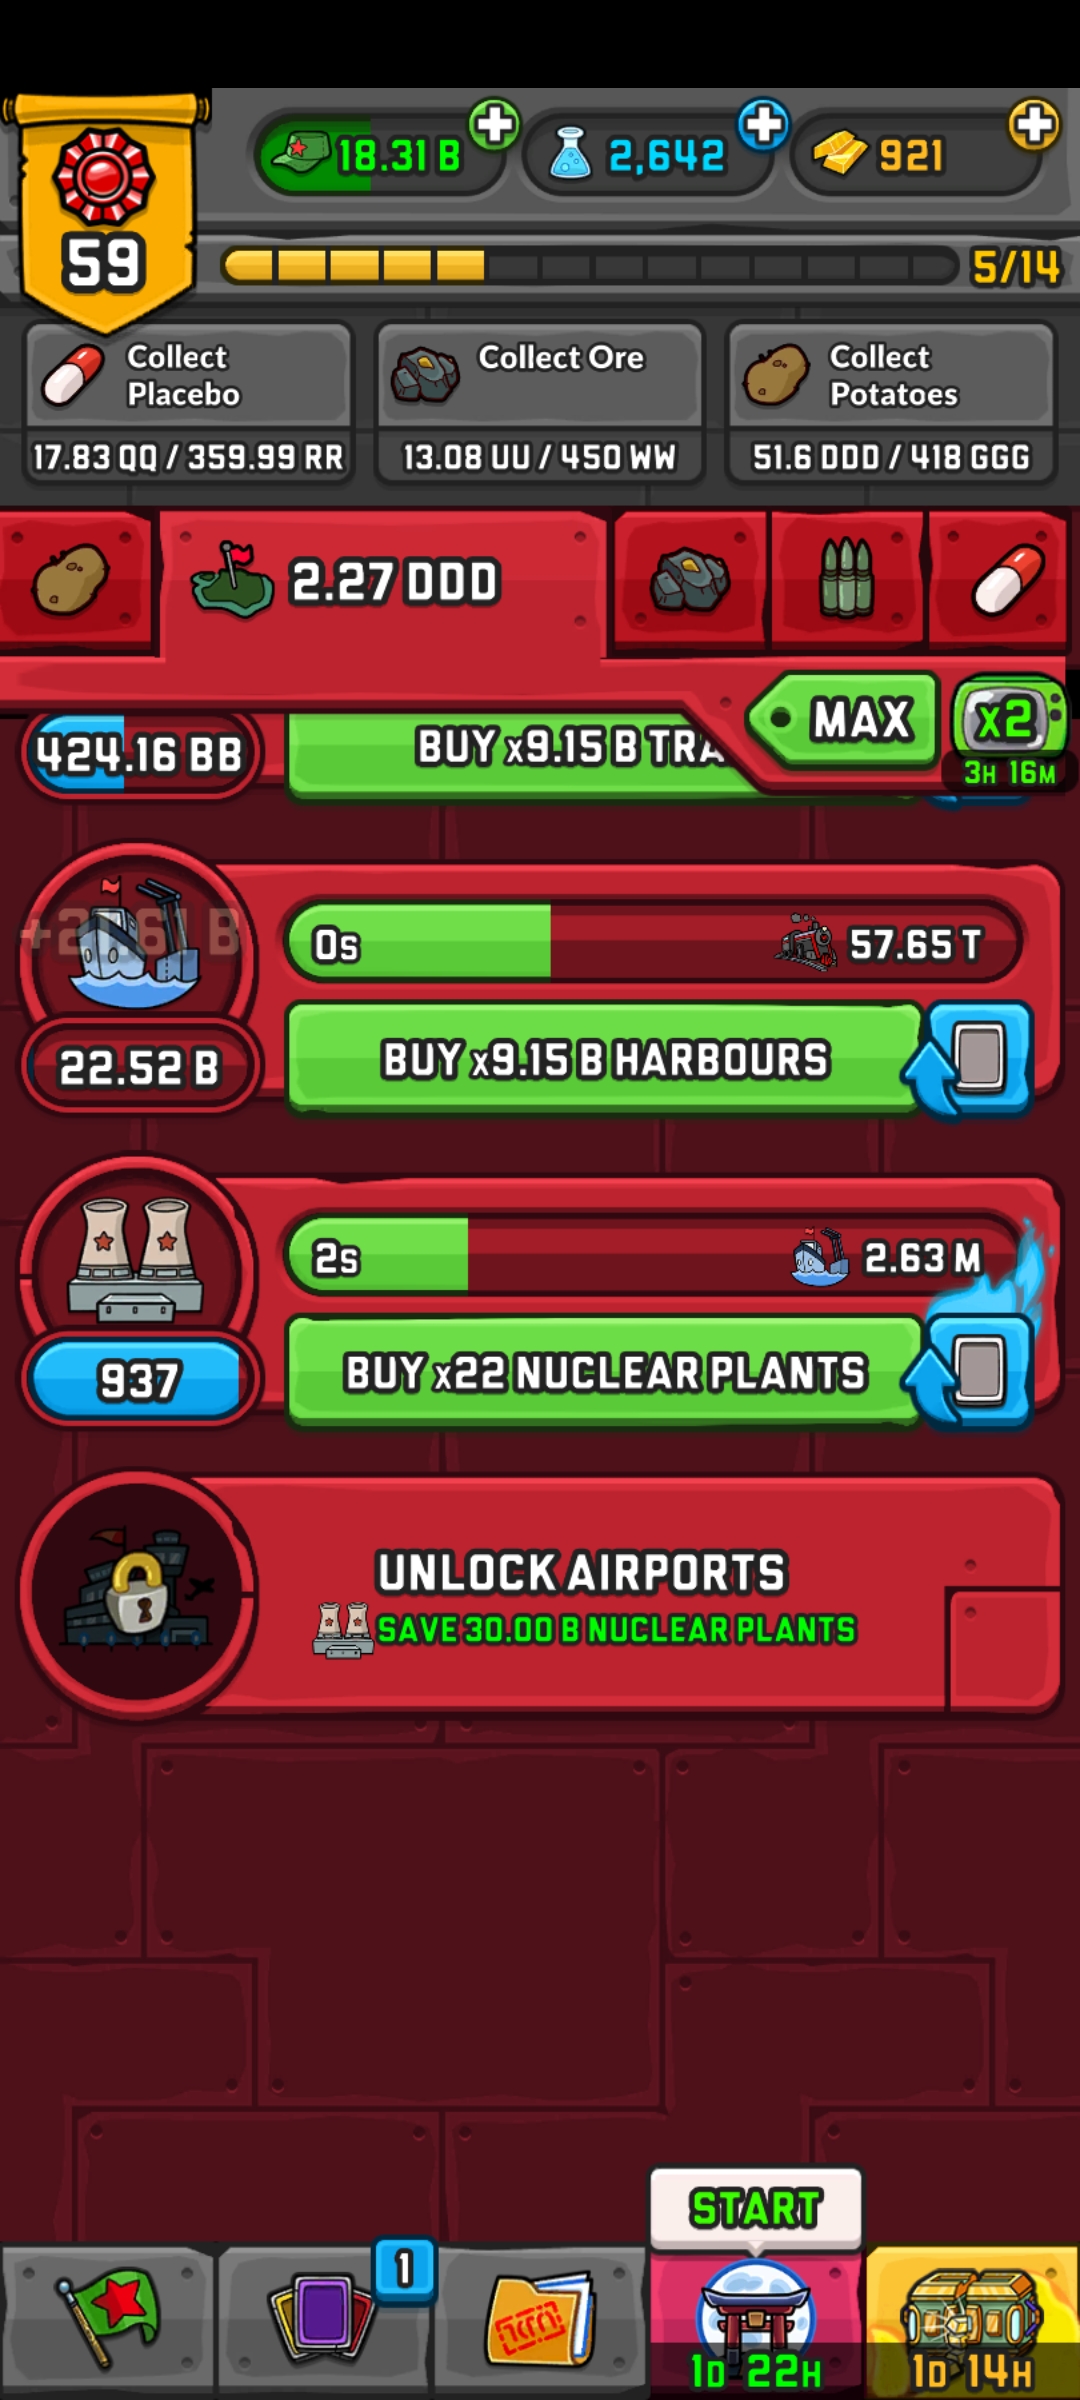 18.31 B
2,642
921
59
5/14
Collect Placebo
17.83 QQ / 359.99 RR
Collect Ore
13.08 UU / 450 WW
Collect Potatoes
51.6 DDD / 418 GGG
2.27 DDD
MAX
x2
3H 16M
424.16 BB
BUY x9.15 B TRA
0s
57.65 T
22.52 B
BUY x9.15 B HARBOURS
2s
2.63 M
937
BUY x22 NUCLEAR PLANTS
UNLOCK AIRPORTS
SAVE 30.00 B NUCLEAR PLANTS
START
1
1D 22H
1D 14H